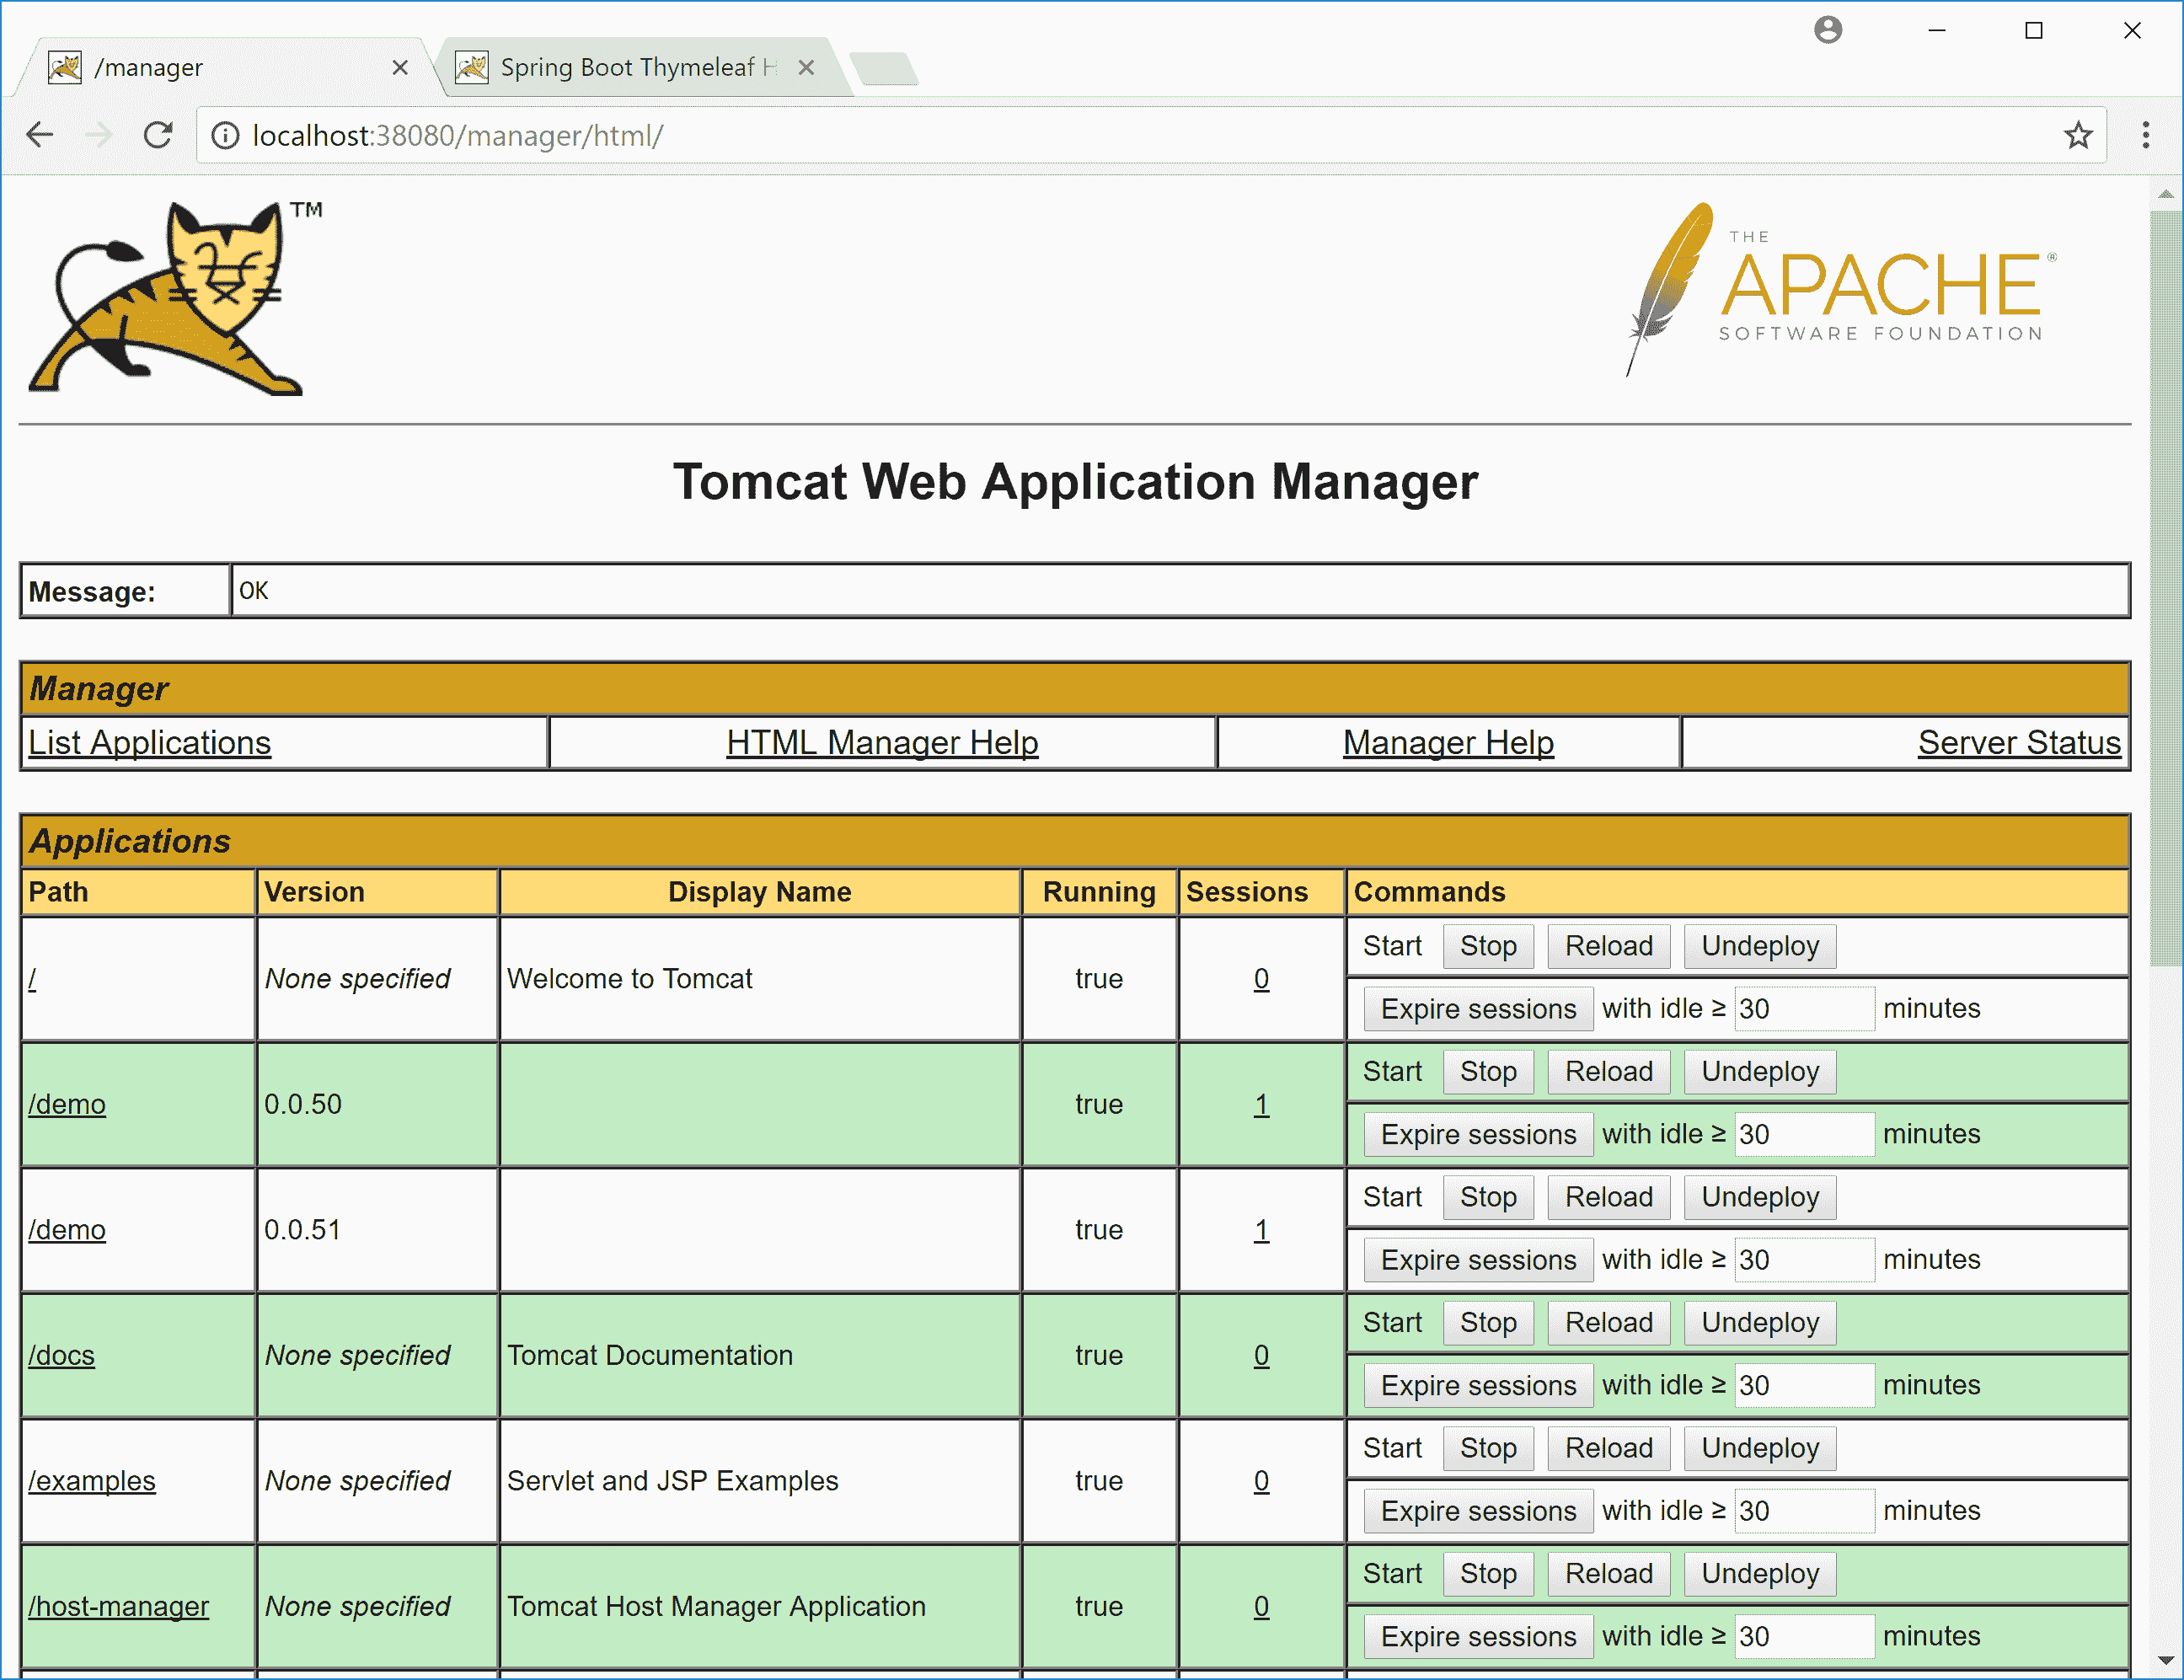 /manager
Spring Boot Thymeleaf
localhost:38080/manager/html/
TM
THE
APACHE®
SOFTWARE FOUNDATION
Tomcat Web Application Manager
Message: OK
Manager
List Applications HTML Manager Help Manager Help Server Status
Applications
Path Version Display Name Running Sessions Commands
Start Stop Reload Undeploy
/ None specified Welcome to Tomcat true 0
Expire sessions with idle ≥ 30 minutes
Start Stop Reload Undeploy
/demo 0.0.50 true 1
Expire sessions with idle ≥ 30 minutes
Start Stop Reload Undeploy
/demo 0.0.51 true 1
Expire sessions with idle ≥ 30 minutes
Start Stop Reload Undeploy
/docs None specified Tomcat Documentation true 0
Expire sessions with idle ≥ 30 minutes
Start Stop Reload Undeploy
/examples None specified Servlet and JSP Examples true 0
Expire sessions with idle ≥ 30 minutes
Start Stop Reload Undeploy
/host-manager None specified Tomcat Host Manager Application true 0
Expire sessions with idle ≥ 30 minutes